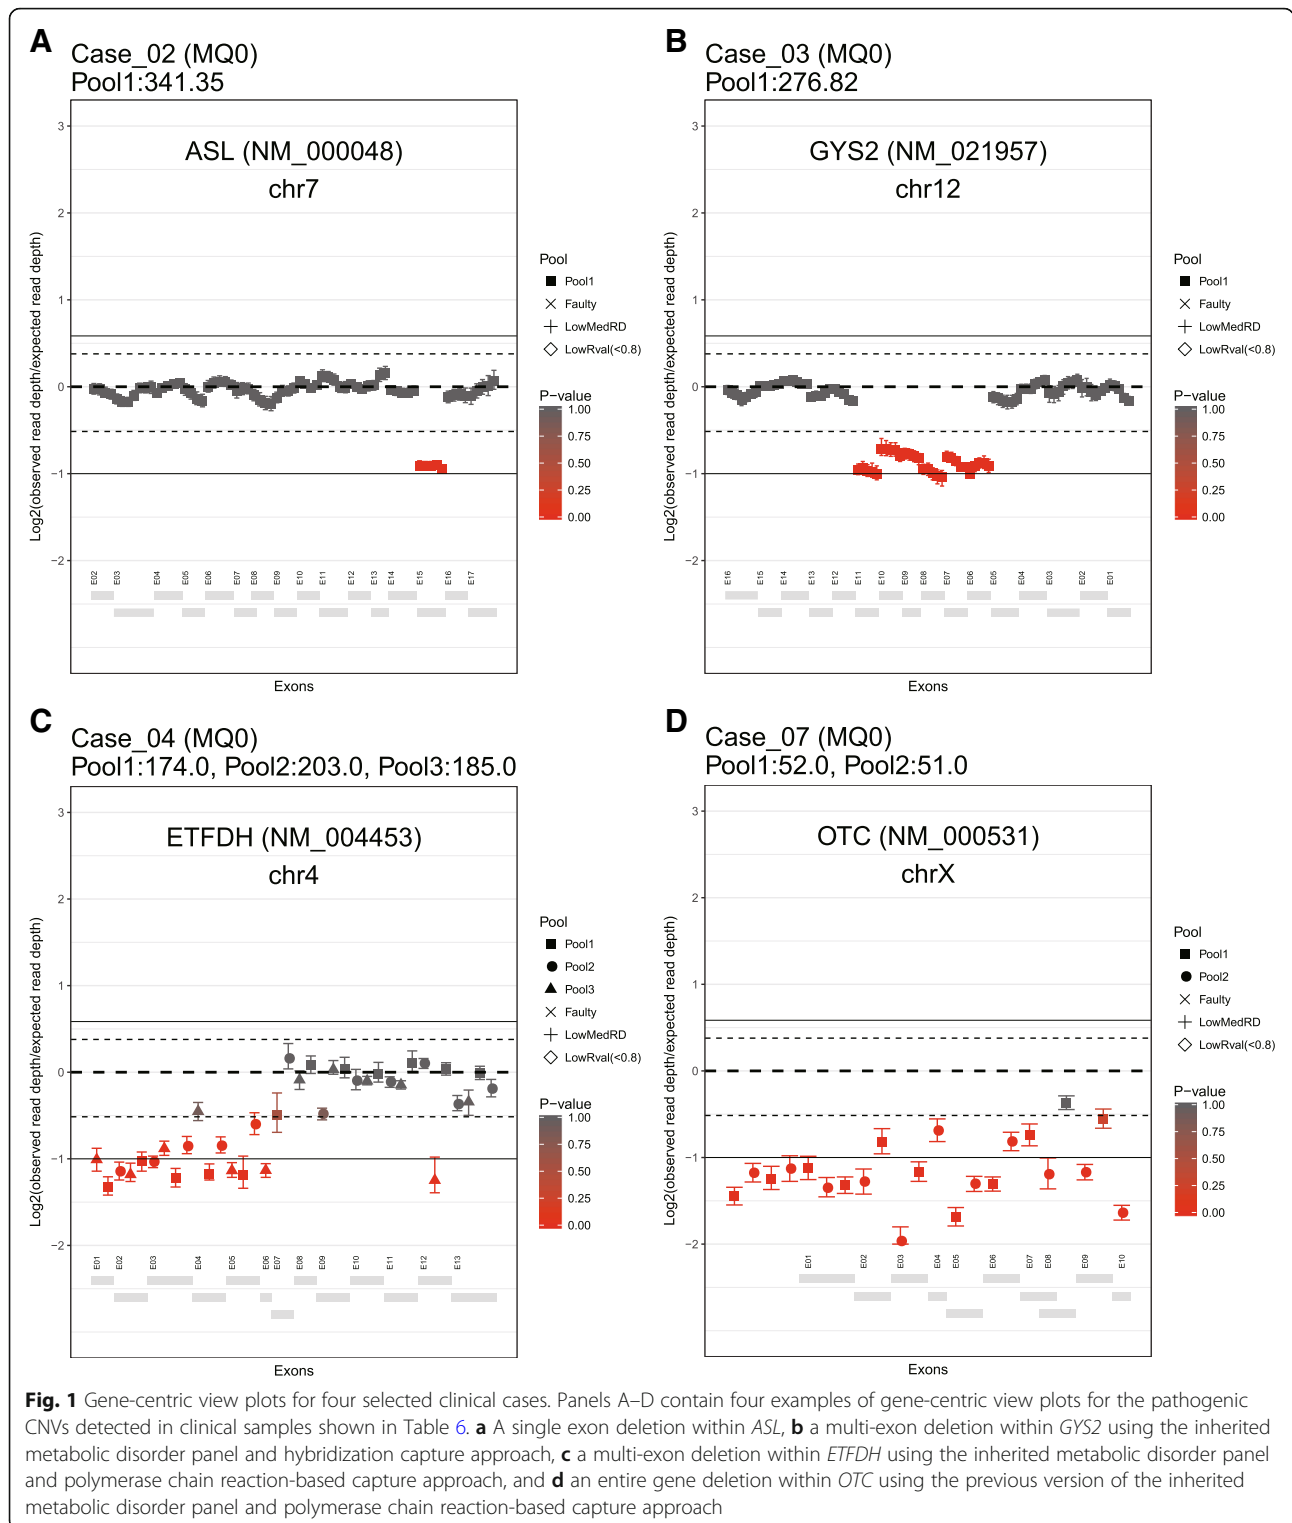 A
Case_02 (MQ0)
Pool1:341.35
ASL (NM_000048)
chr7
Log2(observed read depth/expected read depth)
3
2
1
0
−1
−2
E02 E03 E04 E05 E06 E07 E08 E09 E10 E11 E12 E13 E14 E15 E16 E17
Exons
Pool
Pool1
Faulty
LowMedRD
LowRval(<0.8)
P−value
1.00
0.75
0.50
0.25
0.00
B
Case_03 (MQ0)
Pool1:276.82
GYS2 (NM_021957)
chr12
Log2(observed read depth/expected read depth)
3
2
1
0
−1
−2
E16 E15 E14 E13 E12 E11 E10 E09 E08 E07 E06 E05 E04 E03 E02 E01
Exons
Pool
Pool1
Faulty
LowMedRD
LowRval(<0.8)
P−value
1.00
0.75
0.50
0.25
0.00
C
Case_04 (MQ0)
Pool1:174.0, Pool2:203.0, Pool3:185.0
ETFDH (NM_004453)
chr4
Log2(observed read depth/expected read depth)
3
2
1
0
−1
−2
E01 E02 E03 E04 E05 E06 E07 E08 E09 E10 E11 E12 E13
Exons
Pool
Pool1
Pool2
Pool3
Faulty
LowMedRD
LowRval(<0.8)
P−value
1.00
0.75
0.50
0.25
0.00
D
Case_07 (MQ0)
Pool1:52.0, Pool2:51.0
OTC (NM_000531)
chrX
Log2(observed read depth/expected read depth)
3
2
1
0
−1
−2
E01 E02 E03 E04 E05 E06 E07 E08 E09 E10
Exons
Pool
Pool1
Pool2
Faulty
LowMedRD
LowRval(<0.8)
P−value
1.00
0.75
0.50
0.25
0.00
Fig. 1 Gene-centric view plots for four selected clinical cases. Panels A–D contain four examples of gene-centric view plots for the pathogenic
CNVs detected in clinical samples shown in Table 6. a A single exon deletion within ASL, b a multi-exon deletion within GYS2 using the inherited
metabolic disorder panel and hybridization capture approach, c a multi-exon deletion within ETFDH using the inherited metabolic disorder panel
and polymerase chain reaction-based capture approach, and d an entire gene deletion within OTC using the previous version of the inherited
metabolic disorder panel and polymerase chain reaction-based capture approach